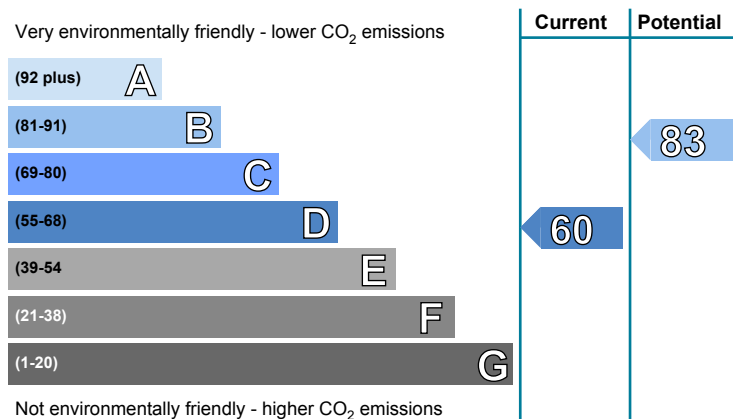 Current Potential
Very environmentally friendly - lower CO₂ emissions
(92 plus) A
(81-91) B
83
(69-80) C
(55-68) D
60
(39-54 E
(21-38) F
(1-20) G
Not environmentally friendly - higher CO₂ emissions